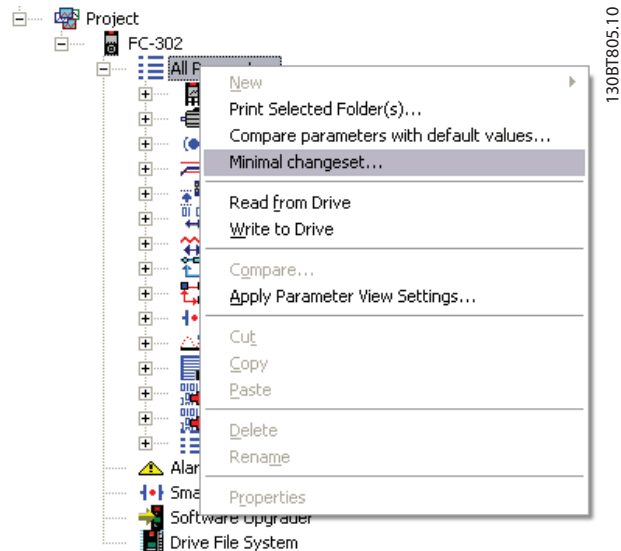 Project
FC-302
All P
New
Print Selected Folder(s)...
Compare parameters with default values...
Minimal changeset...
Read from Drive
Write to Drive
Compare...
Apply Parameter View Settings...
Cut
Copy
Paste
Delete
Rename
Properties
Alar
Sma
Software Upgrader
Drive File System
130BT805.10